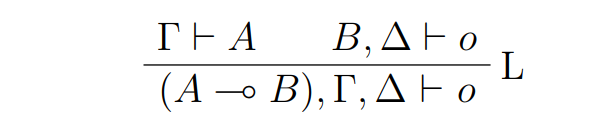 Γ ⊢ A B, Δ ⊢ o
(A ⊸ B), Γ, Δ ⊢ o L